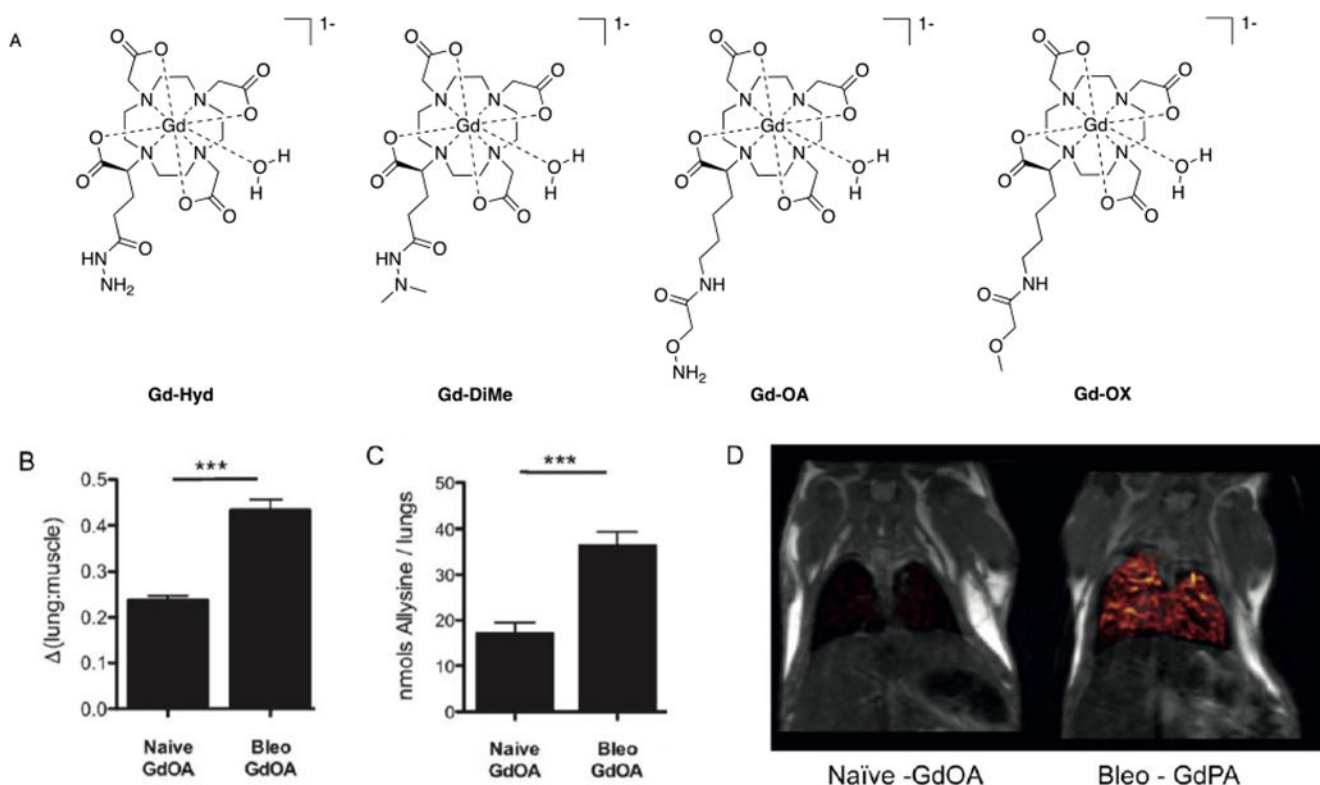 A
1-
1-
1-
1-
O
O
O
O
N
N
Gd
O
O
N
N
O
H
H
O
O
HN
O
NH2
O
O
O
O
N
N
Gd
O
O
N
N
O
H
H
O
O
HN
O
N
O
O
O
O
N
N
Gd
O
O
N
N
O
H
H
O
O
NH
O
O
NH2
O
O
O
O
N
N
Gd
O
O
N
N
O
H
H
O
O
NH
O
O
Gd-Hyd
Gd-DiMe
Gd-OA
Gd-OX
B
Δ(lung:muscle)
0.5
0.4
0.3
0.2
0.1
0.0
***
Naive
GdOA
Bleo
GdOA
C
nmols Allysine / lungs
50
40
30
20
10
0
***
Naive
GdOA
Bleo
GdOA
D
Naïve -GdOA
Bleo - GdPA